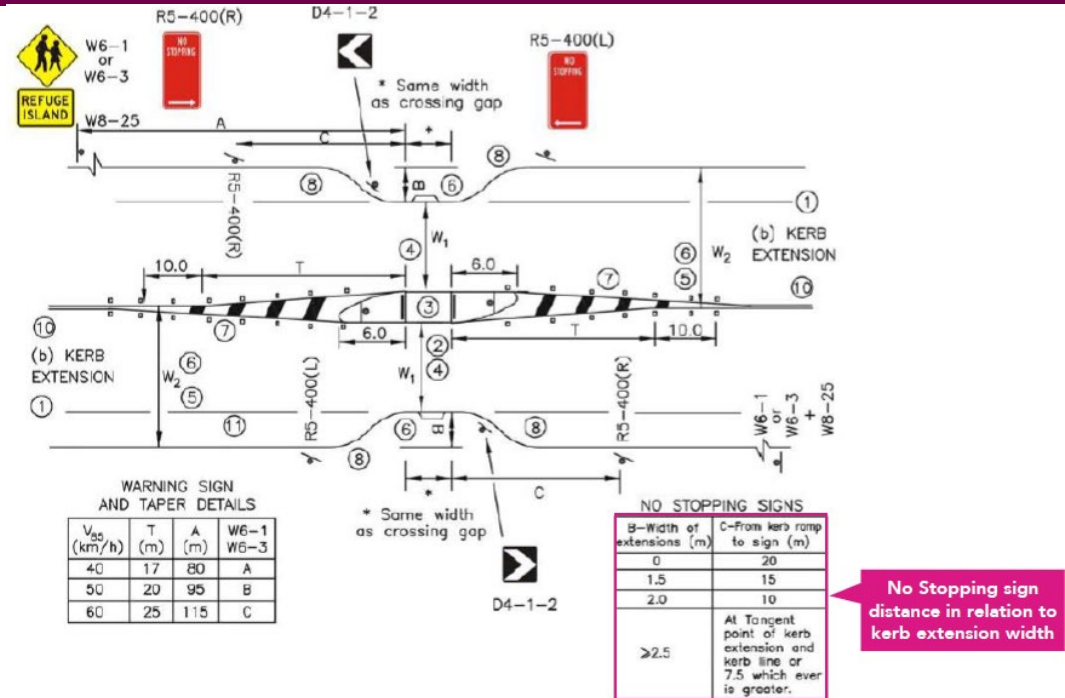 R5-400(R)
D4-1-2
W6-1
or
W6-3
NO
STOPPING
R5-400(L)
NO
STOPPING
REFUGE
ISLAND
* Same width
as crossing gap
W8-25
A
*
C
8
8
B
6
R5-400(R)
1
4
W₁
(b) KERB
EXTENSION
6
W₂
5
10.0
T
6.0
7
10
3
10
7
6.0
2
T
10.0
(b) KERB
EXTENSION
6
W₂
5
W₁
4
R5-400(L)
R5-400(R)
W6-1
or
W6-3
+
W8-25
1
11
6
B
8
8
*
C
WARNING SIGN
AND TAPER DETAILS
V₈₅ (km/h) T (m) A (m) W6-1 W6-3
40 17 80 A
50 20 95 B
60 25 115 C
* Same width
as crossing gap
D4-1-2
NO STOPPING SIGNS
B-Width of extensions (m) C-From kerb ramp to sign (m)
0 20
1.5 15
2.0 10
⩾2.5 At Tangent
point of kerb
extension and
kerb line or
7.5 which ever
is greater.
No Stopping sign
distance in relation to
kerb extension width